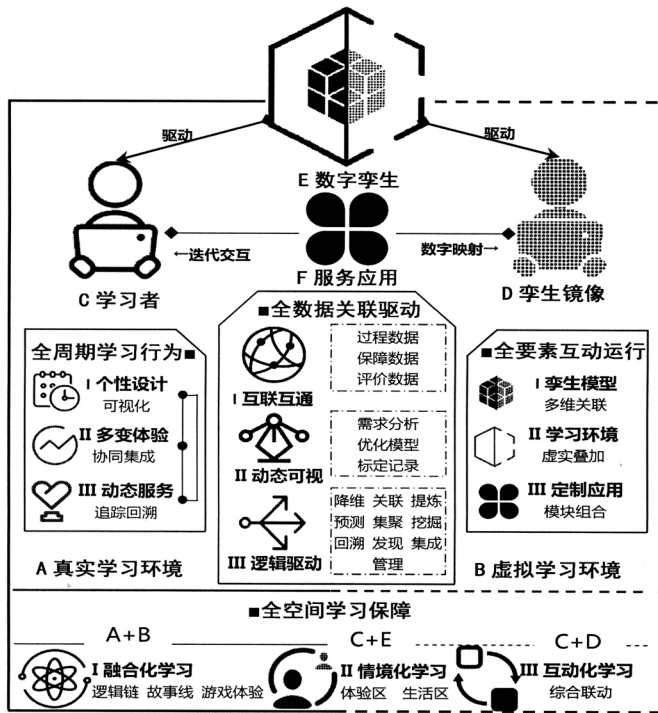 驱动
驱动
E 数字孪生
←迭代交互
数字映射→
F 服务应用
C 学习者
D 孪生镜像
全周期学习行为■
I 个性设计
可视化
II 多变体验
协同集成
III 动态服务
追踪回溯
■全数据关联驱动
过程数据
保障数据
评价数据
I 互联互通
需求分析
优化模型
标定记录
II 动态可视
降维 关联 提炼
预测 集聚 挖掘
回溯 发现 集成
管理
III 逻辑驱动
■全要素互动运行
I 孪生模型
多维关联
II 学习环境
虚实叠加
III 定制应用
模块组合
A 真实学习环境
B 虚拟学习环境
■全空间学习保障
A+B
C+E
C+D
I 融合化学习
逻辑链 故事线 游戏体验
II 情境化学习
体验区 生活区
III 互动化学习
综合联动